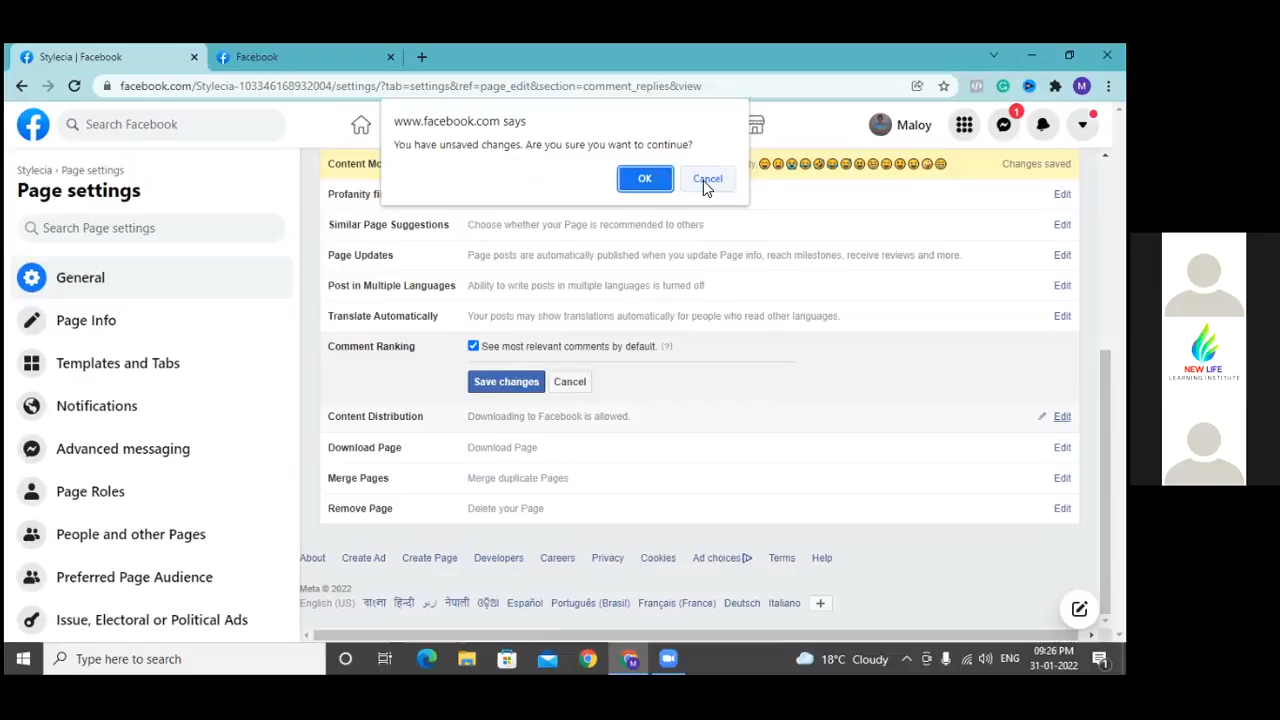 Stylecia | Facebook
Facebook
facebook.com/Stylecia-103346168932004/settings/?tab=settings&ref=page_edit&section=comment_replies&view
M
www.facebook.com says
You have unsaved changes. Are you sure you want to continue?
OK
Cancel
Search Facebook
Maloy
1
Stylecia › Page settings
Page settings
Search Page settings
General
Page Info
Templates and Tabs
Notifications
Advanced messaging
Page Roles
People and other Pages
Preferred Page Audience
Issue, Electoral or Political Ads
Content Mo
Changes saved
Profanity fi
Edit
Similar Page Suggestions Choose whether your Page is recommended to others Edit
Page Updates Page posts are automatically published when you update Page info, reach milestones, receive reviews and more. Edit
Post in Multiple Languages Ability to write posts in multiple languages is turned off Edit
Translate Automatically Your posts may show translations automatically for people who read other languages. Edit
Comment Ranking See most relevant comments by default. [?]
Save changes Cancel
Content Distribution Downloading to Facebook is allowed. Edit
Download Page Download Page Edit
Merge Pages Merge duplicate Pages Edit
Remove Page Delete your Page Edit
About Create Ad Create Page Developers Careers Privacy Cookies Ad choices Terms Help
Meta © 2022
English (US) বাংলা हिन्दी اردو नेपाली ଓଡ଼ିଆ Español Português (Brasil) Français (France) Deutsch Italiano +
NEW LIFE
LEARNING INSTITUTE
Type here to search
18°C Cloudy
ENG
09:26 PM
31-01-2022
1